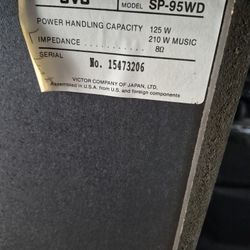 JVC
MODEL SP-95WD
POWER HANDLING CAPACITY 125 W
210 W MUSIC
IMPEDANCE 8Ω
SERIAL
No. 15473206
VICTOR COMPANY OF JAPAN, LTD.
Assembled in U.S.A. from U.S. and foreign components